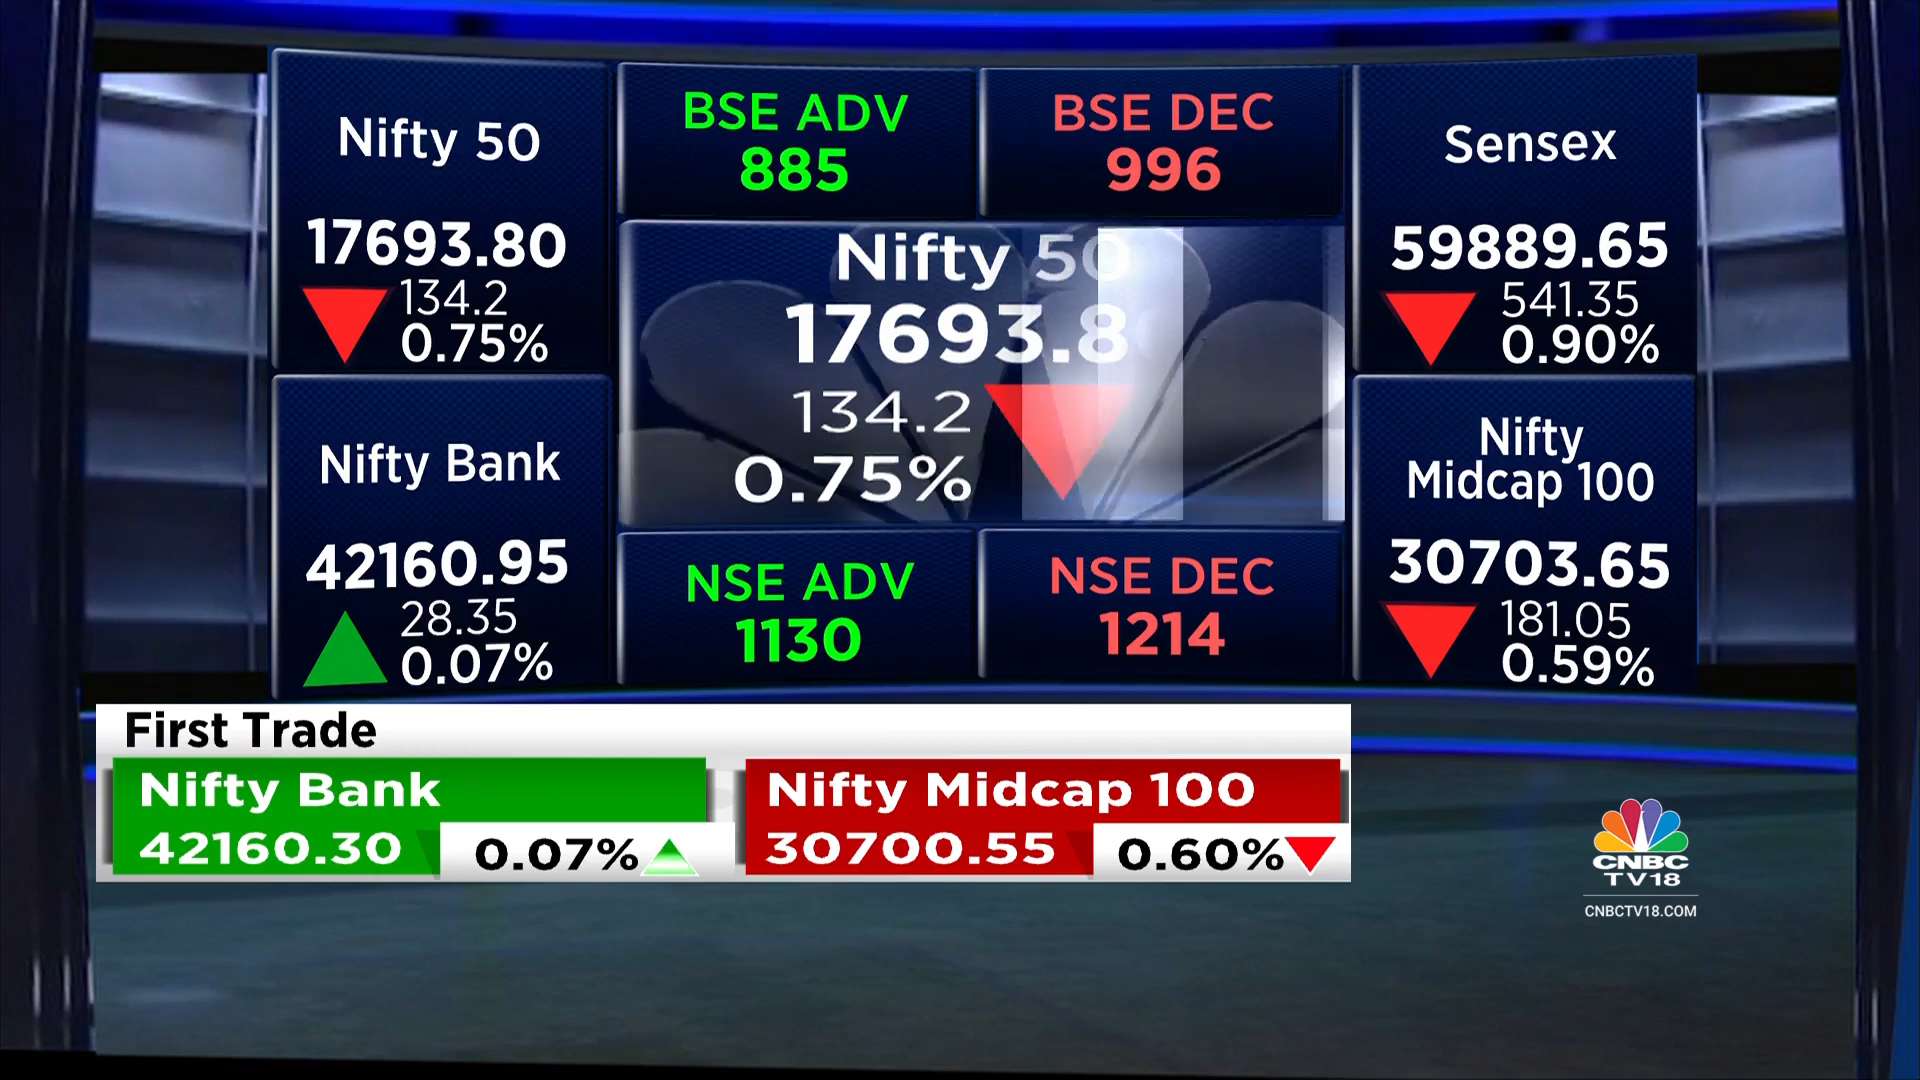 Nifty 50
17693.80
134.2
0.75%
BSE ADV
885
BSE DEC
996
Sensex
59889.65
541.35
0.90%
Nifty 50
17693.8
134.2
0.75%
Nifty Bank
42160.95
28.35
0.07%
NSE ADV
1130
NSE DEC
1214
Nifty
Midcap 100
30703.65
181.05
0.59%
First Trade
Nifty Bank
42160.30
0.07%
Nifty Midcap 100
30700.55
0.60%
CNBC
TV18
CNBCTV18.COM